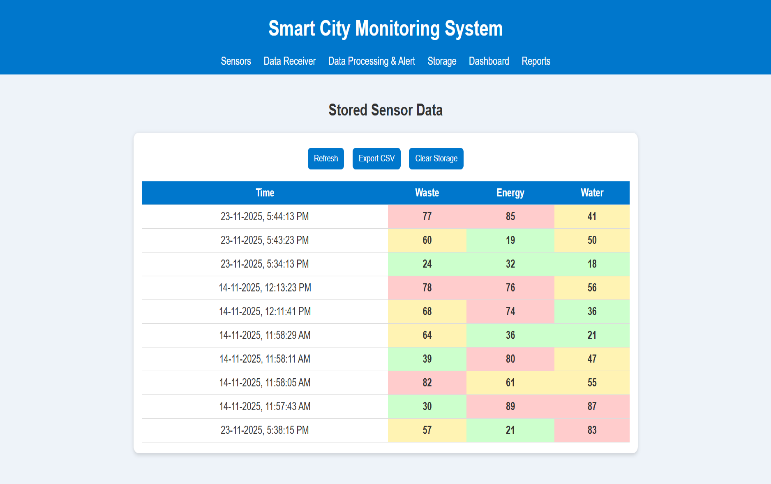 Smart City Monitoring System
Sensors Data Receiver Data Processing & Alert Storage Dashboard Reports
Stored Sensor Data
Refresh Export CSV Clear Storage
Time Waste Energy Water
23-11-2025, 5:44:13 PM 77 85 41
23-11-2025, 5:43:23 PM 60 19 50
23-11-2025, 5:34:13 PM 24 32 18
14-11-2025, 12:13:23 PM 78 76 56
14-11-2025, 12:11:41 PM 68 74 36
14-11-2025, 11:58:29 AM 64 36 21
14-11-2025, 11:58:11 AM 39 80 47
14-11-2025, 11:58:05 AM 82 61 55
14-11-2025, 11:57:43 AM 30 89 87
23-11-2025, 5:38:15 PM 57 21 83